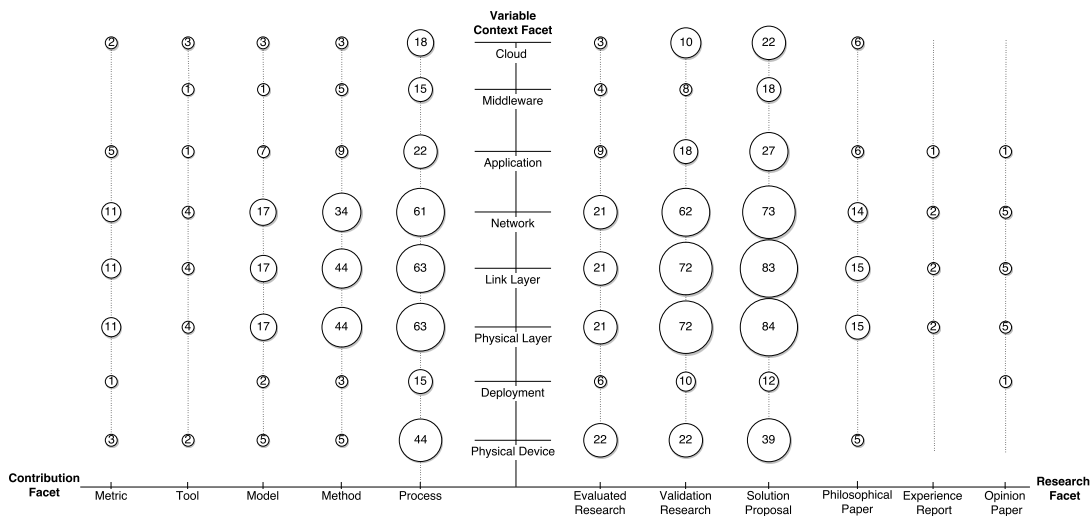 Variable
Context Facet
2 3 3 3 18 3 10 22 6
Cloud
1 1 5 15 4 8 18
Middleware
5 1 7 9 22 9 18 27 6 1 1
Application
11 4 17 34 61 21 62 73 14 2 5
Network
11 4 17 44 63 21 72 83 15 2 5
Link Layer
11 4 17 44 63 21 72 84 15 2 5
Physical Layer
1 2 3 15 6 10 12 1
Deployment
3 2 5 5 44 22 22 39 5
Physical Device
Contribution
Facet
Metric Tool Model Method Process
Evaluated
Research
Validation
Research
Solution
Proposal
Philosophical
Paper
Experience
Report
Opinion
Paper
Research
Facet